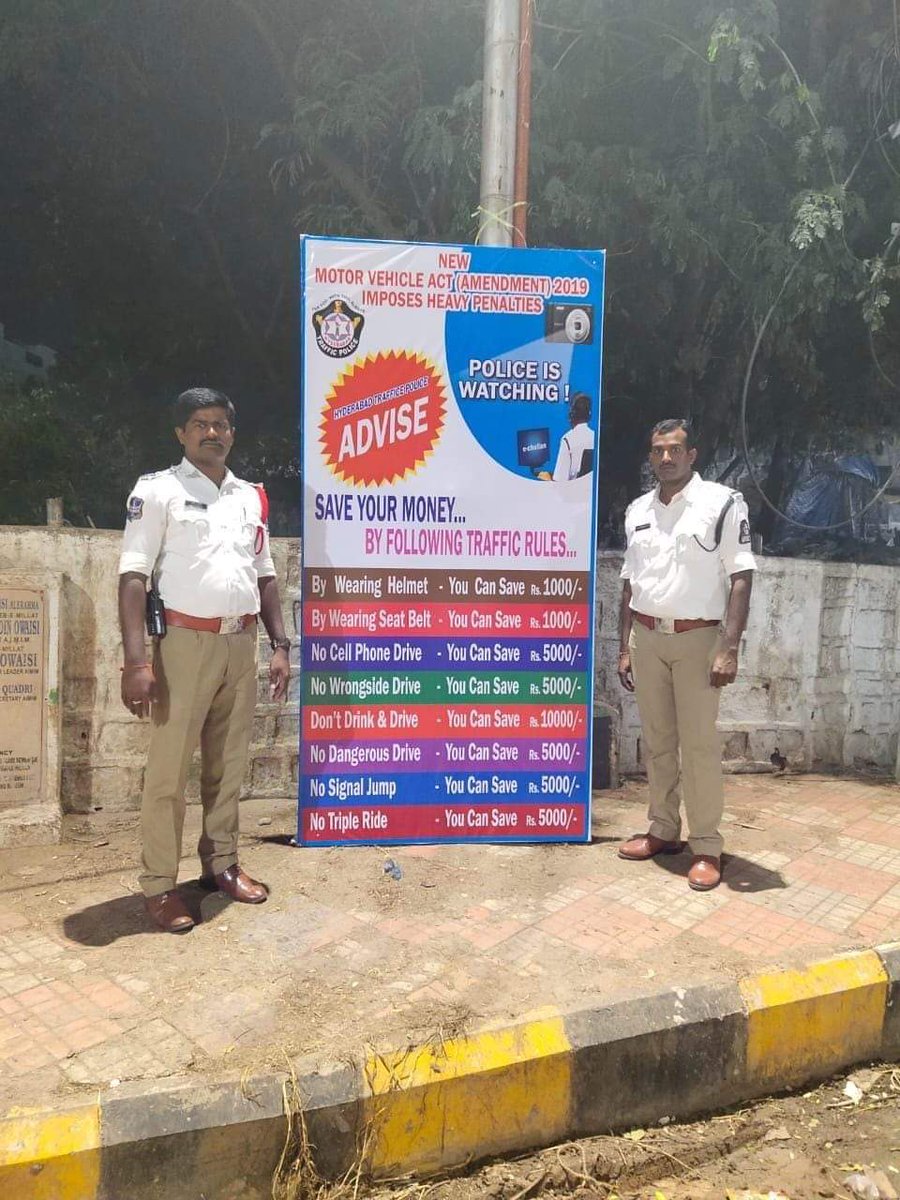 NEW
MOTOR VEHICLE ACT (AMENDMENT) 2019
IMPOSES HEAVY PENALTIES
TRAFFIC POLICE
POLICE IS
WATCHING !
e-challan
HYDERABAD TRAFFICE POLICE
ADVISE
SAVE YOUR MONEY...
BY FOLLOWING TRAFFIC RULES...
By Wearing Helmet - You Can Save Rs. 1000/-
By Wearing Seat Belt - You Can Save Rs. 1000/-
No Cell Phone Drive - You Can Save Rs. 5000/-
No Wrongside Drive - You Can Save Rs. 5000/-
Don't Drink & Drive - You Can Save Rs. 10000/-
No Dangerous Drive - You Can Save Rs. 5000/-
No Signal Jump - You Can Save Rs. 5000/-
No Triple Ride - You Can Save Rs. 5000/-
OWAISI
OWAISI
QUADRI